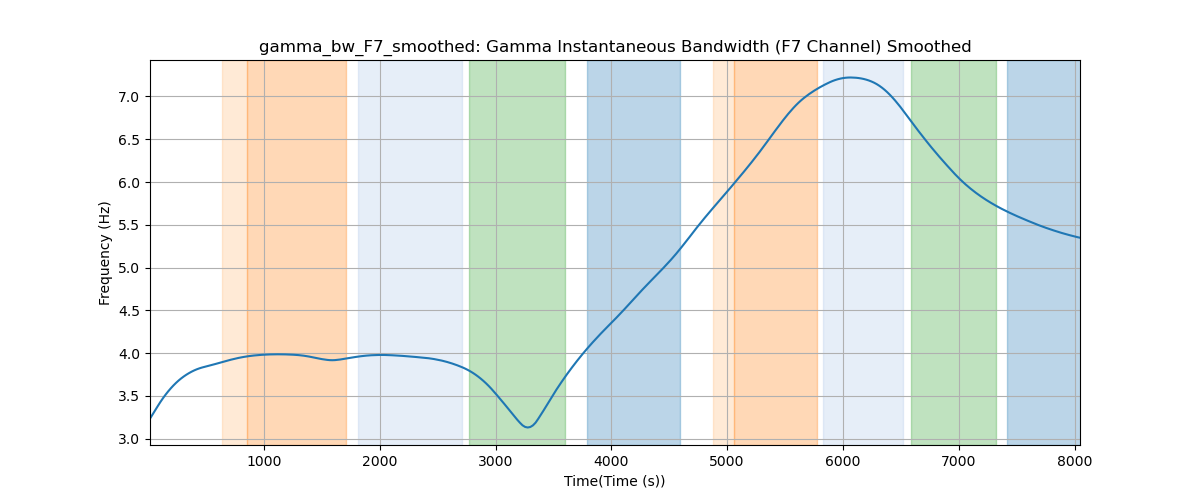 gamma_bw_F7_smoothed: Gamma Instantaneous Bandwidth (F7 Channel) Smoothed
Frequency (Hz)
7.0
6.5
6.0
5.5
5.0
4.5
4.0
3.5
3.0
1000 2000 3000 4000 5000 6000 7000 8000
Time(Time (s))